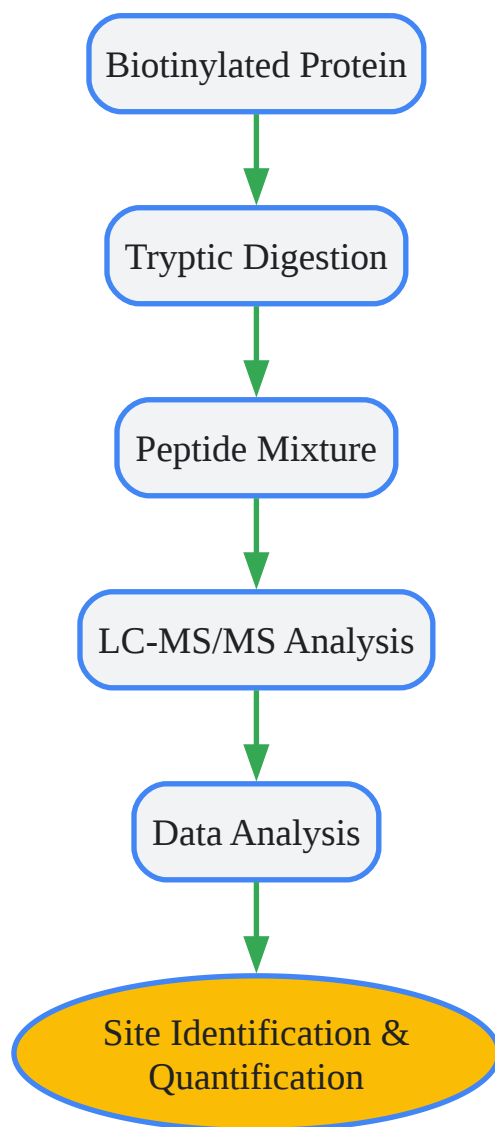 Biotinylated Protein
Tryptic Digestion
Peptide Mixture
LC-MS/MS Analysis
Data Analysis
Site Identification &
Quantification